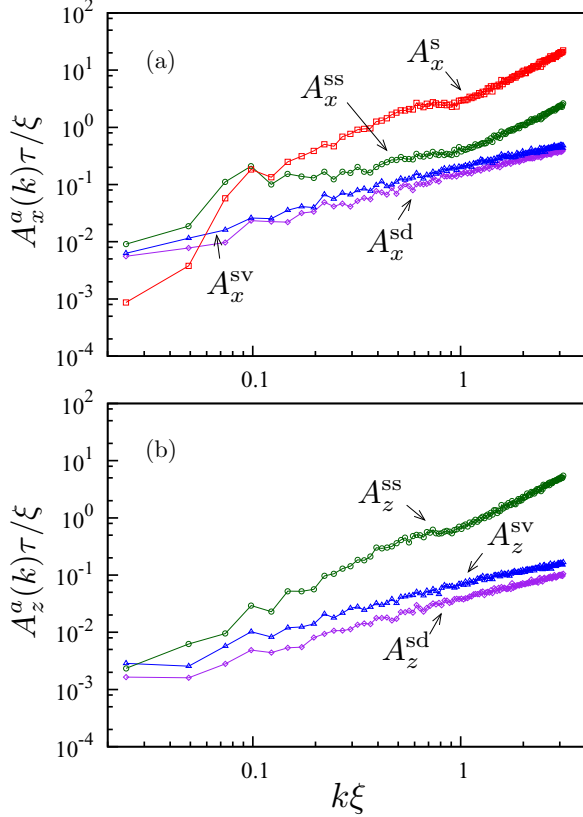 10^2
10^1
10^0
10^{-1}
10^{-2}
10^{-3}
10^{-4}
A_x^a(k)τ/ξ
(a)
A_x^{ss}
A_x^s
A_x^{sv}
A_x^{sd}
0.1
1
10^2
10^1
10^0
10^{-1}
10^{-2}
10^{-3}
10^{-4}
A_z^a(k)τ/ξ
(b)
A_z^{ss}
A_z^{sv}
A_z^{sd}
0.1
1
kξ